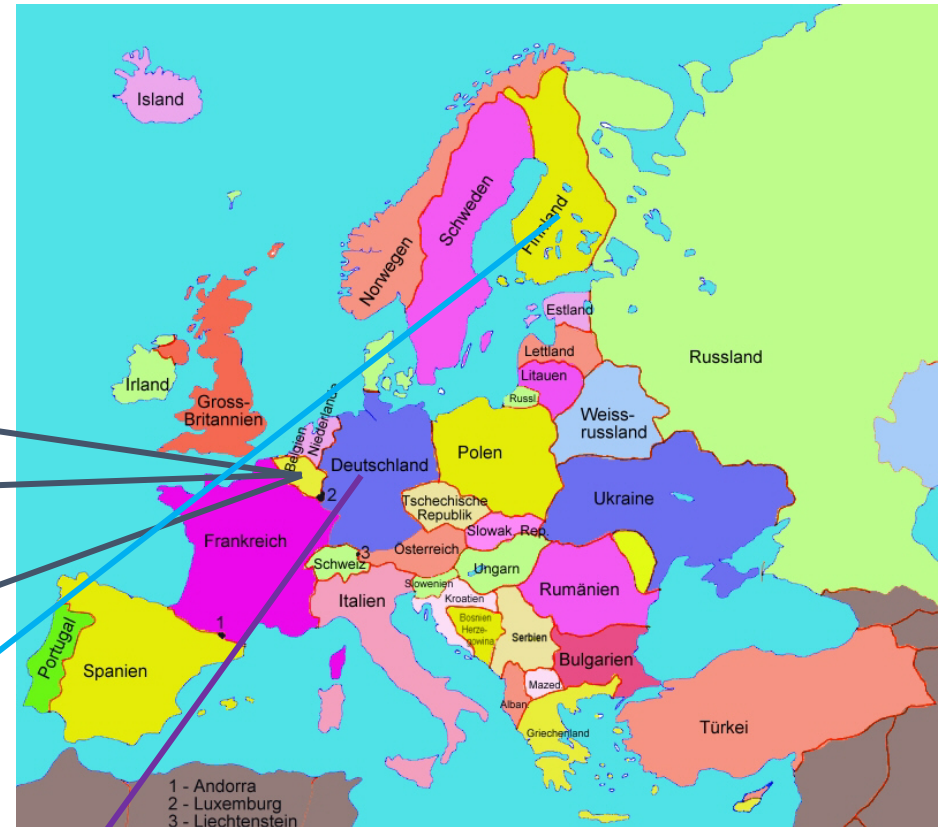 Island
Finnland
Schweden
Norwegen
Estland
Russland
Lettland
Litauen
Russl.
Irland
Gross-
Britannien
Weiss-
russland
Niederlande
Belgien
Deutschland
Polen
2
Ukraine
Tschechische
Republik
Slowak. Rep.
Frankreich
Österreich
3
Schweiz
Ungarn
Slowenien
Italien
Kroatien
Rumänien
Bosnien
Herze-
gowina
Serbien
1
Portugal
Spanien
Bulgarien
Mazed.
Alban.
Griechenland
Türkei
1 - Andorra
2 - Luxemburg
3 - Liechtenstein